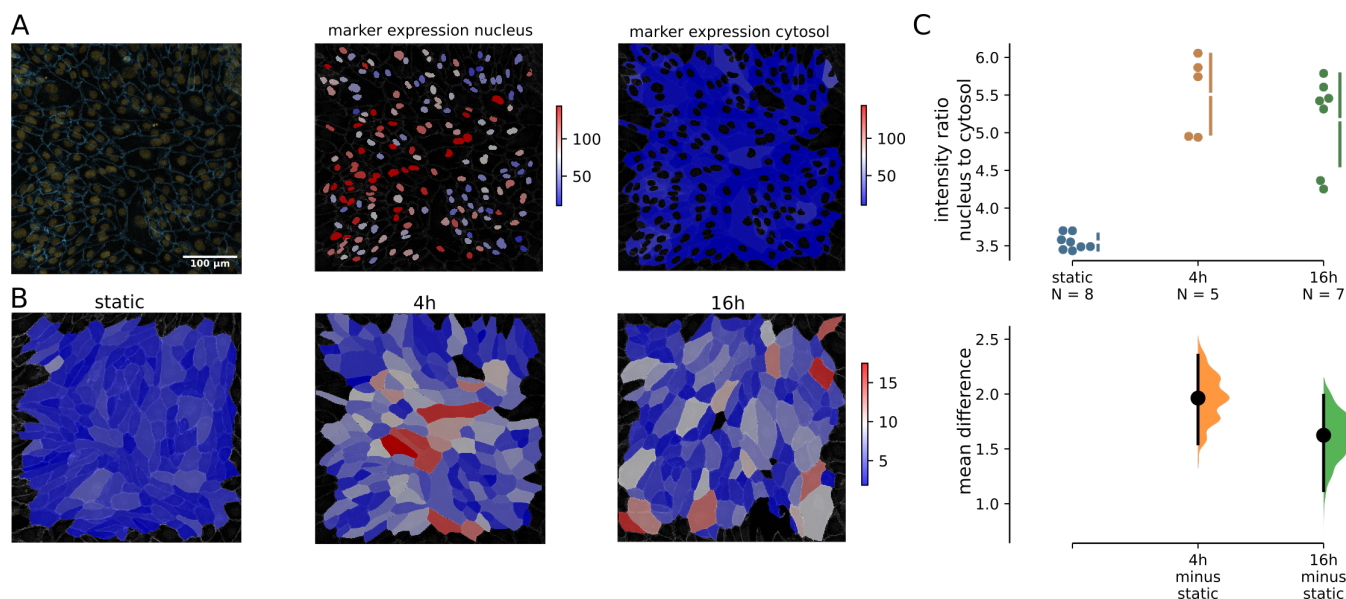 A
marker expression nucleus
marker expression cytosol
C
100 µm
100
50
100
50
intensity ratio
nucleus to cytosol
6.0
5.5
5.0
4.5
4.0
3.5
static
N = 8
4h
N = 5
16h
N = 7
B
static
4h
16h
15
10
5
mean difference
2.5
2.0
1.5
1.0
4h
minus
static
16h
minus
static